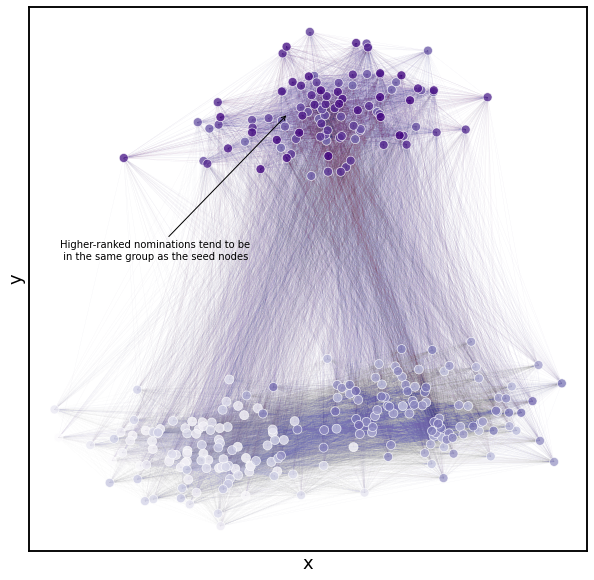 Higher-ranked nominations tend to be
in the same group as the seed nodes
y
x